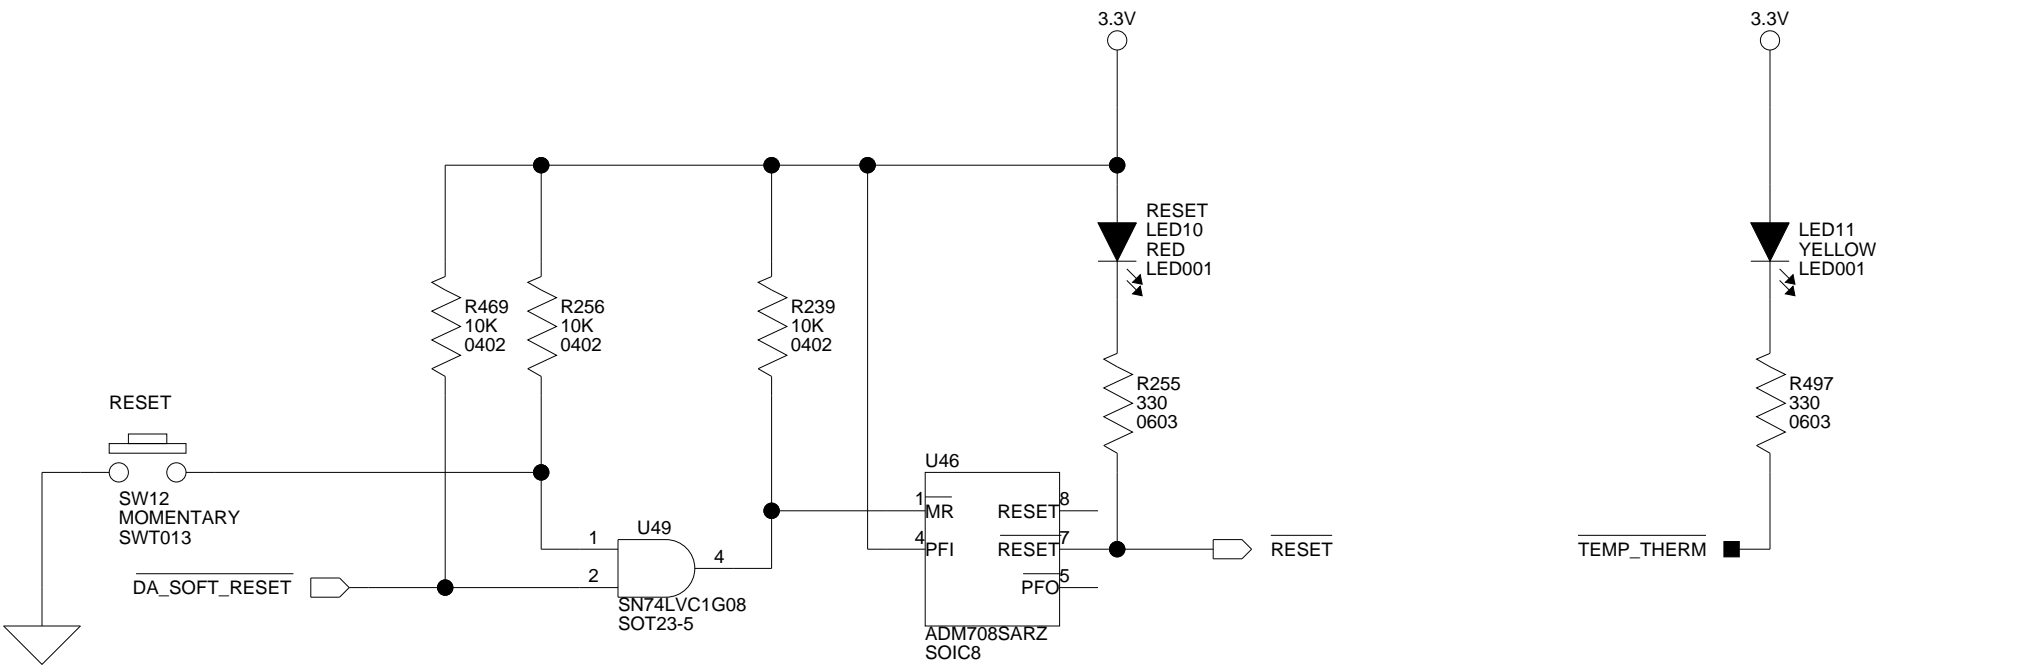 3.3V
3.3V
RESET
LED10
RED
LED001
LED11
YELLOW
LED001
R469
10K
0402
R256
10K
0402
R239
10K
0402
R255
330
0603
R497
330
0603
RESET
SW12
MOMENTARY
SWT013
DA_SOFT_RESET
U49
1
2
4
SN74LVC1G08
SOT23-5
U46
1
MR
4
PFI
RESET
8
RESET
7
PFO
5
ADM708SARZ
SOIC8
RESET
TEMP_THERM